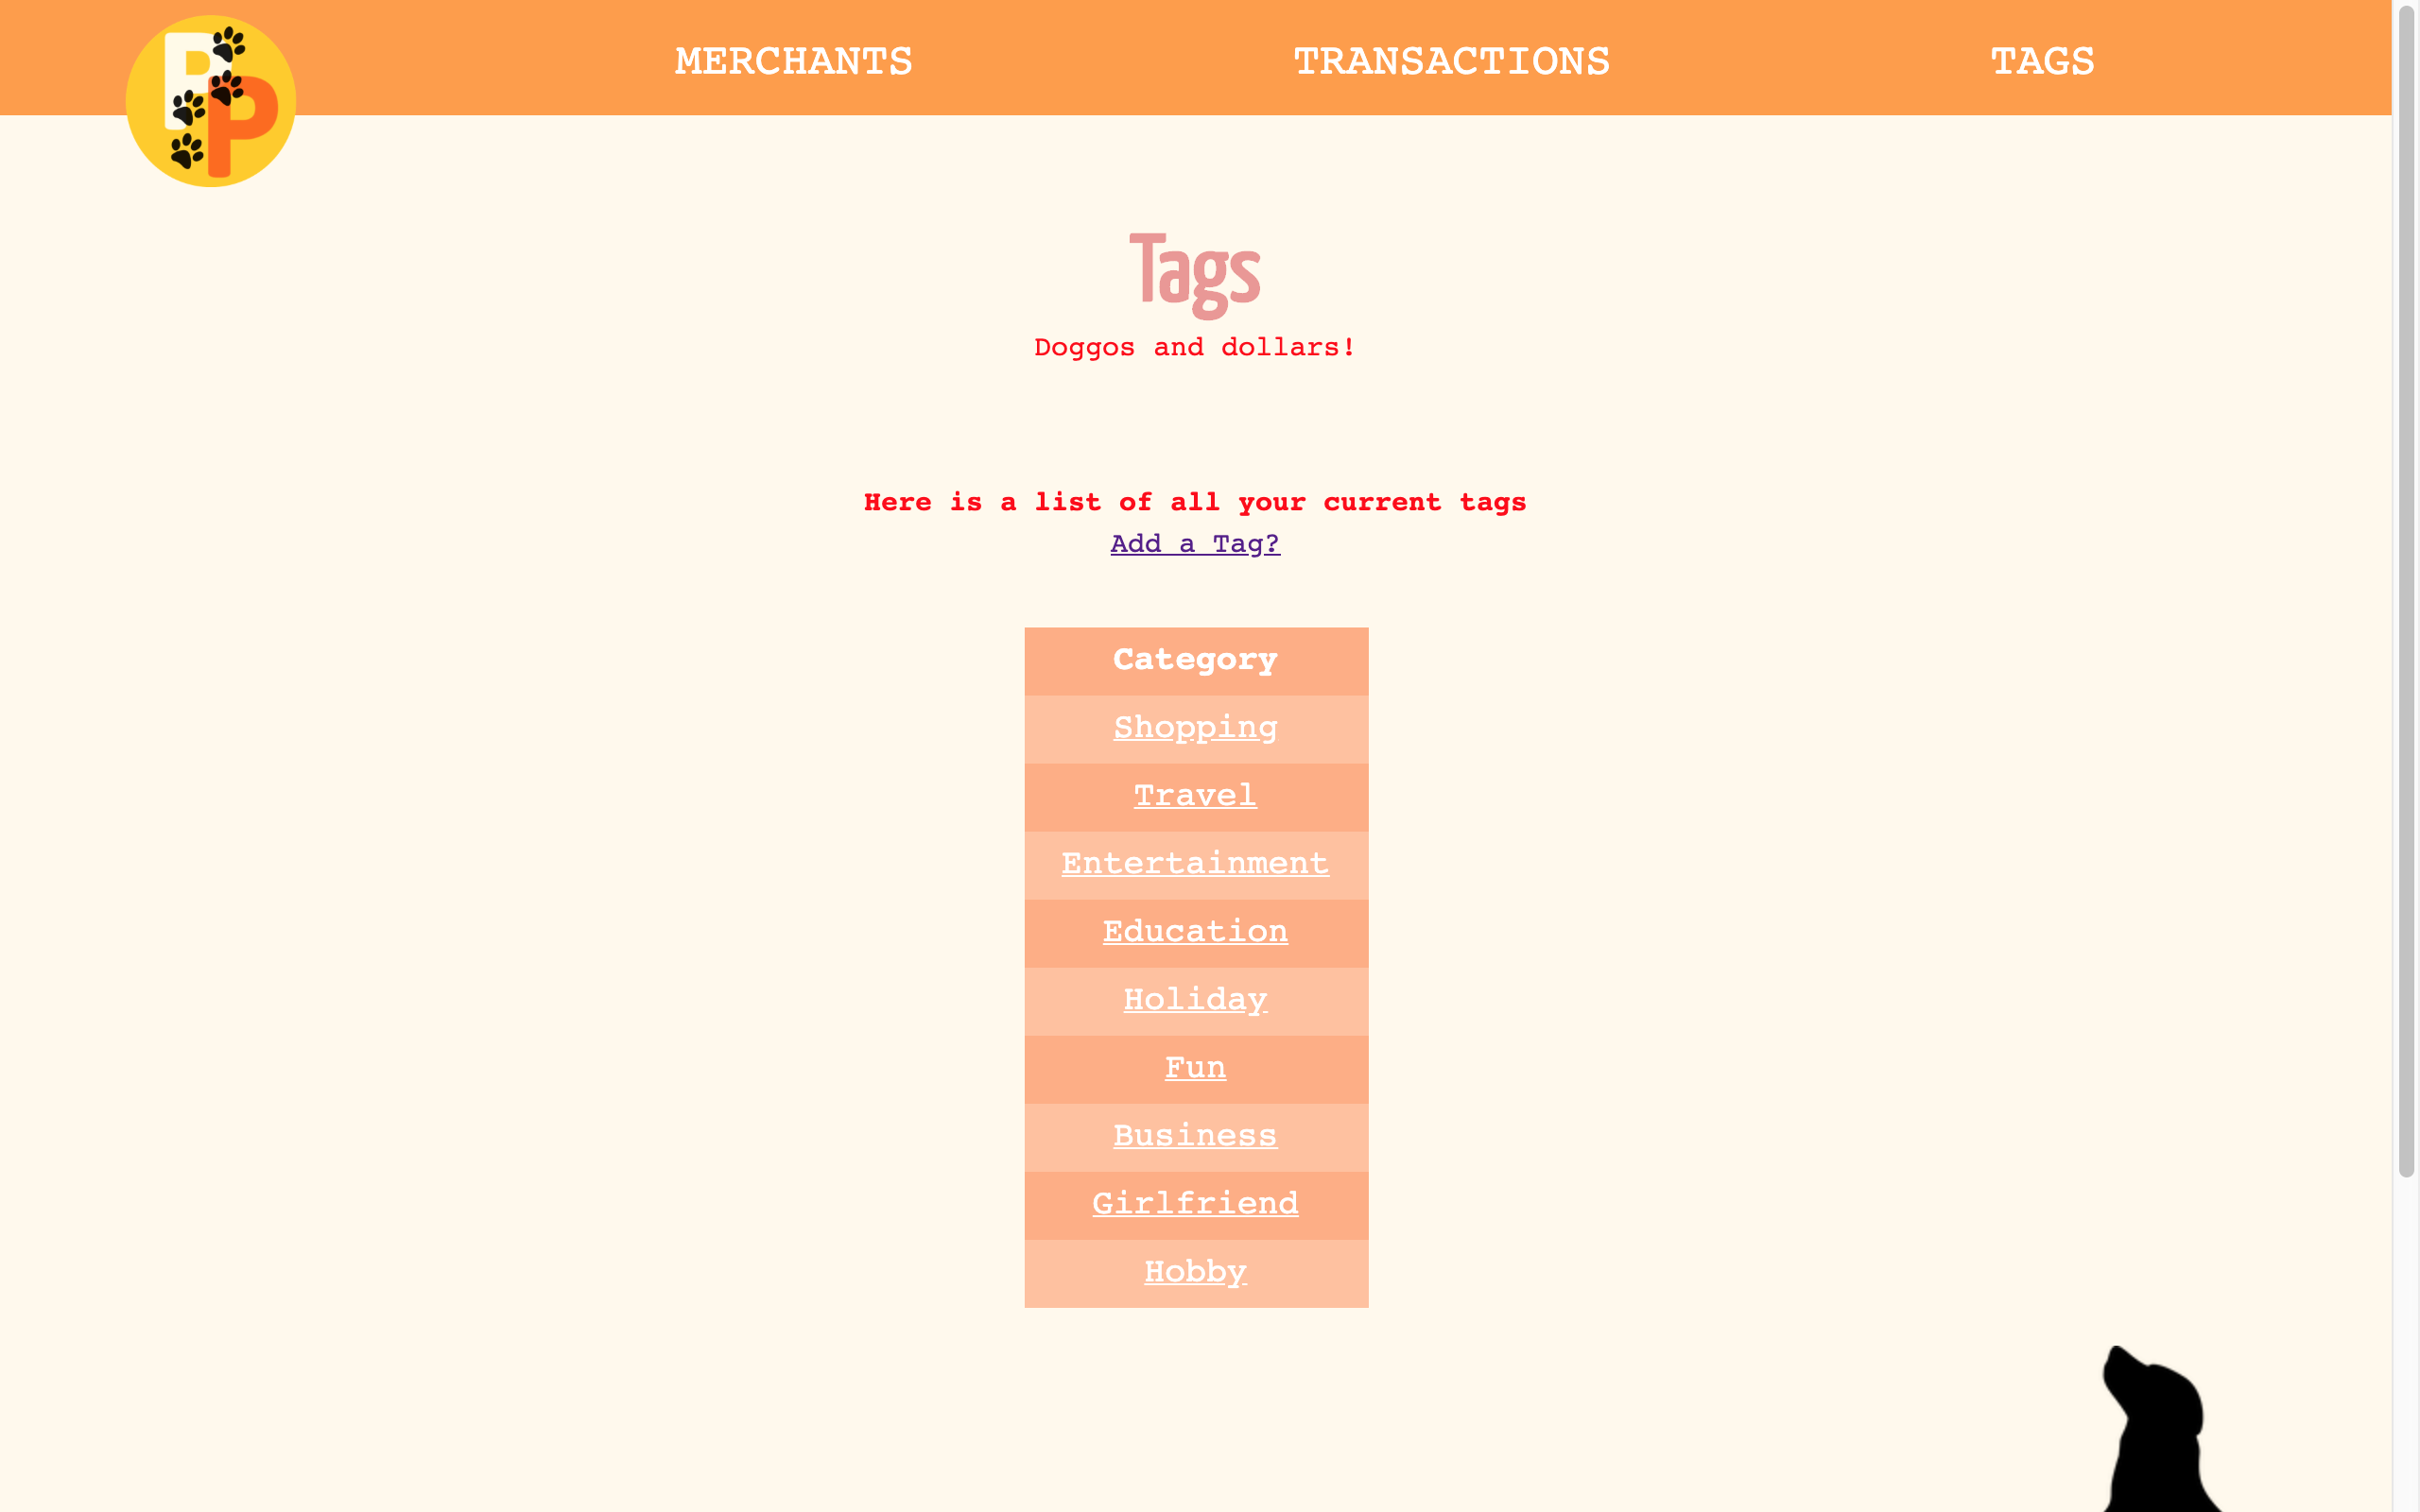 PP
MERCHANTS TRANSACTIONS TAGS
Tags
Doggos and dollars!
Here is a list of all your current tags
Add a Tag?
Category
Shopping
Travel
Entertainment
Education
Holiday
Fun
Business
Girlfriend
Hobby